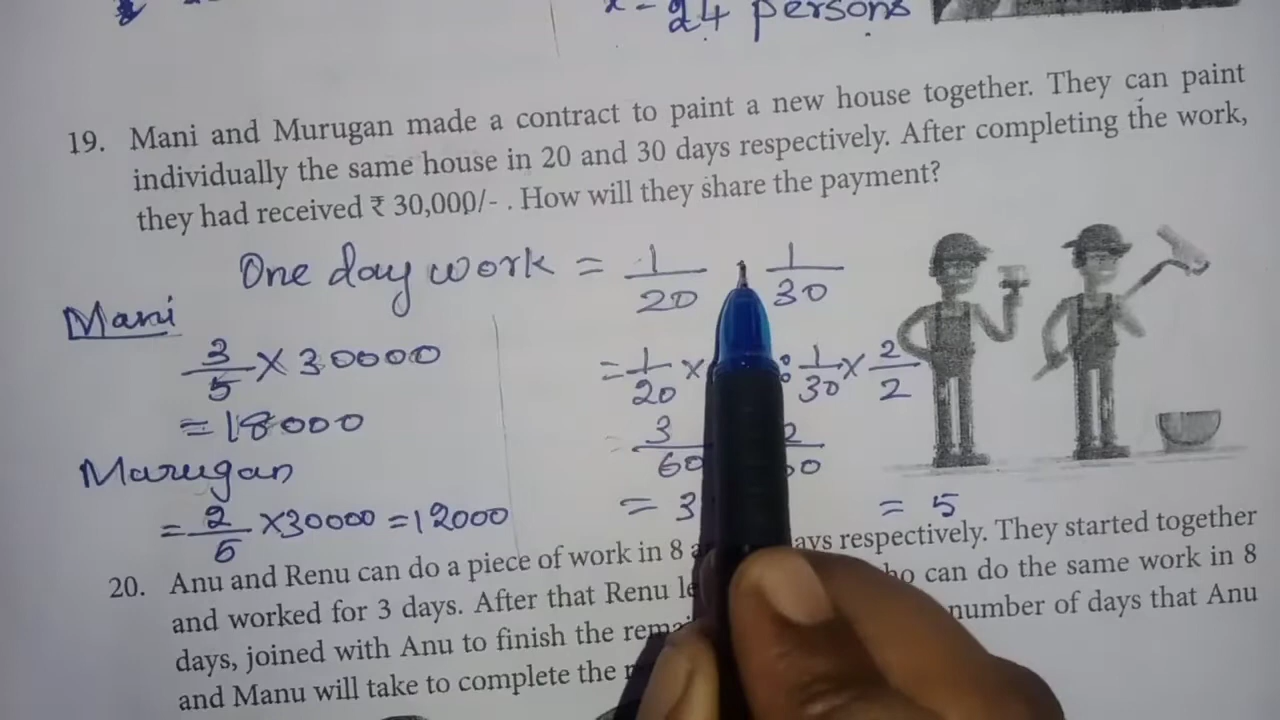 x = 24 persons
19. Mani and Murugan made a contract to paint a new house together. They can paint
individually the same house in 20 and 30 days respectively. After completing the work,
they had received ₹ 30,000/- . How will they share the payment?
One day work = 1/20 1/30
Mani
3/5 × 30000
= 1/20 × : 1/30 × 2/2
= 18000
3/60 2/60
Marugan
= 2/5 × 30000 = 12000
= 3 = 5
20. Anu and Renu can do a piece of work in 8 days respectively. They started together
and worked for 3 days. After that Renu can do the same work in 8
days, joined with Anu to finish the number of days that Anu
and Manu will take to complete the